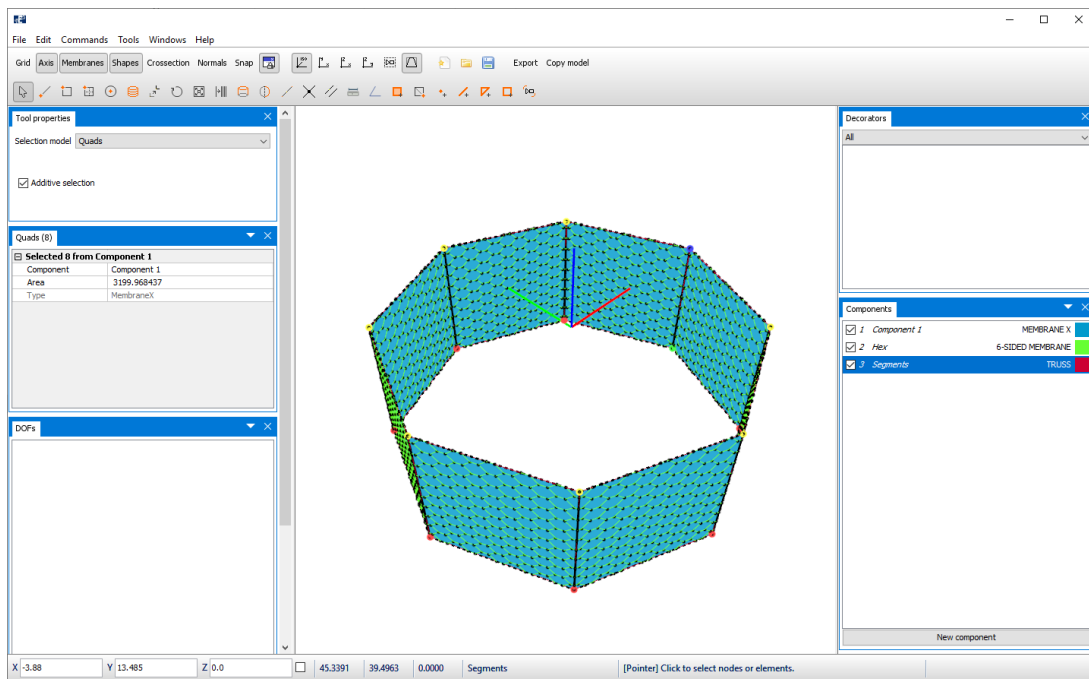 File Edit Commands Tools Windows Help
Grid Axis Membranes Shapes Crossection Normals Snap Export Copy model
Tool properties
Selection model Quads
Additive selection
Quads (8)
Selected 8 from Component 1
Component Component 1
Area 3199.968437
Type MembraneX
DOFs
Decorators
All
Components
1 Component 1 MEMBRANE X
2 Hex 6-SIDED MEMBRANE
3 Segments TRUSS
New component
X -3.88 Y 13.485 Z 0.0 45.3391 39.4963 0.0000 Segments [Pointer] Click to select nodes or elements.